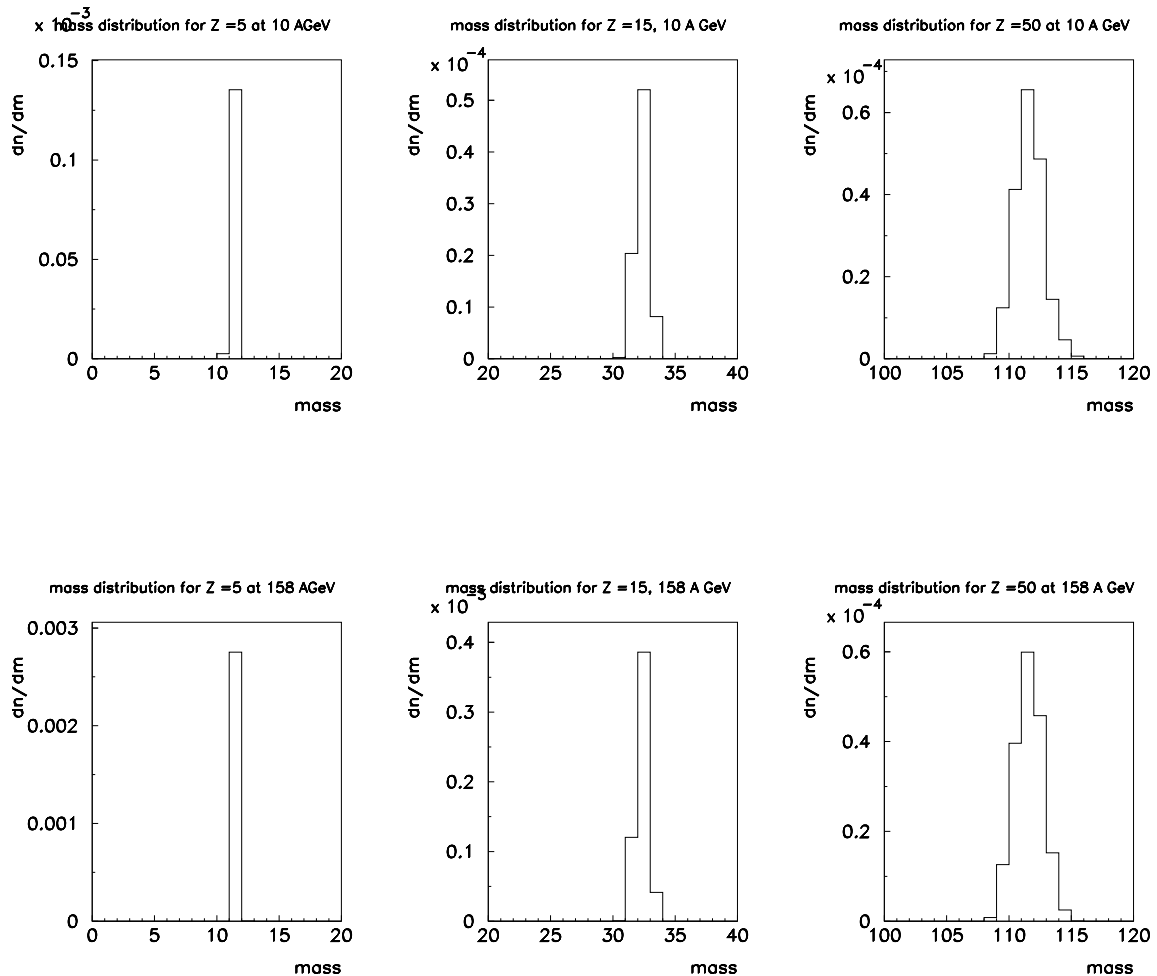 mass distribution for Z =5 at 10 AGeV
x 10-3
dn/dm
0.15
0.1
0.05
0
0 5 10 15 20
mass
mass distribution for Z =15, 10 A GeV
x 10-4
dn/dm
0.5
0.4
0.3
0.2
0.1
0
20 25 30 35 40
mass
mass distribution for Z =50 at 10 A GeV
x 10-4
dn/dm
0.6
0.4
0.2
0
100 105 110 115 120
mass
mass distribution for Z =5 at 158 AGeV
dn/dm
0.003
0.002
0.001
0
0 5 10 15 20
mass
mass distribution for Z =15, 158 A GeV
x 10-3
dn/dm
0.4
0.3
0.2
0.1
0
20 25 30 35 40
mass
mass distribution for Z =50 at 158 A GeV
x 10-4
dn/dm
0.6
0.4
0.2
0
100 105 110 115 120
mass